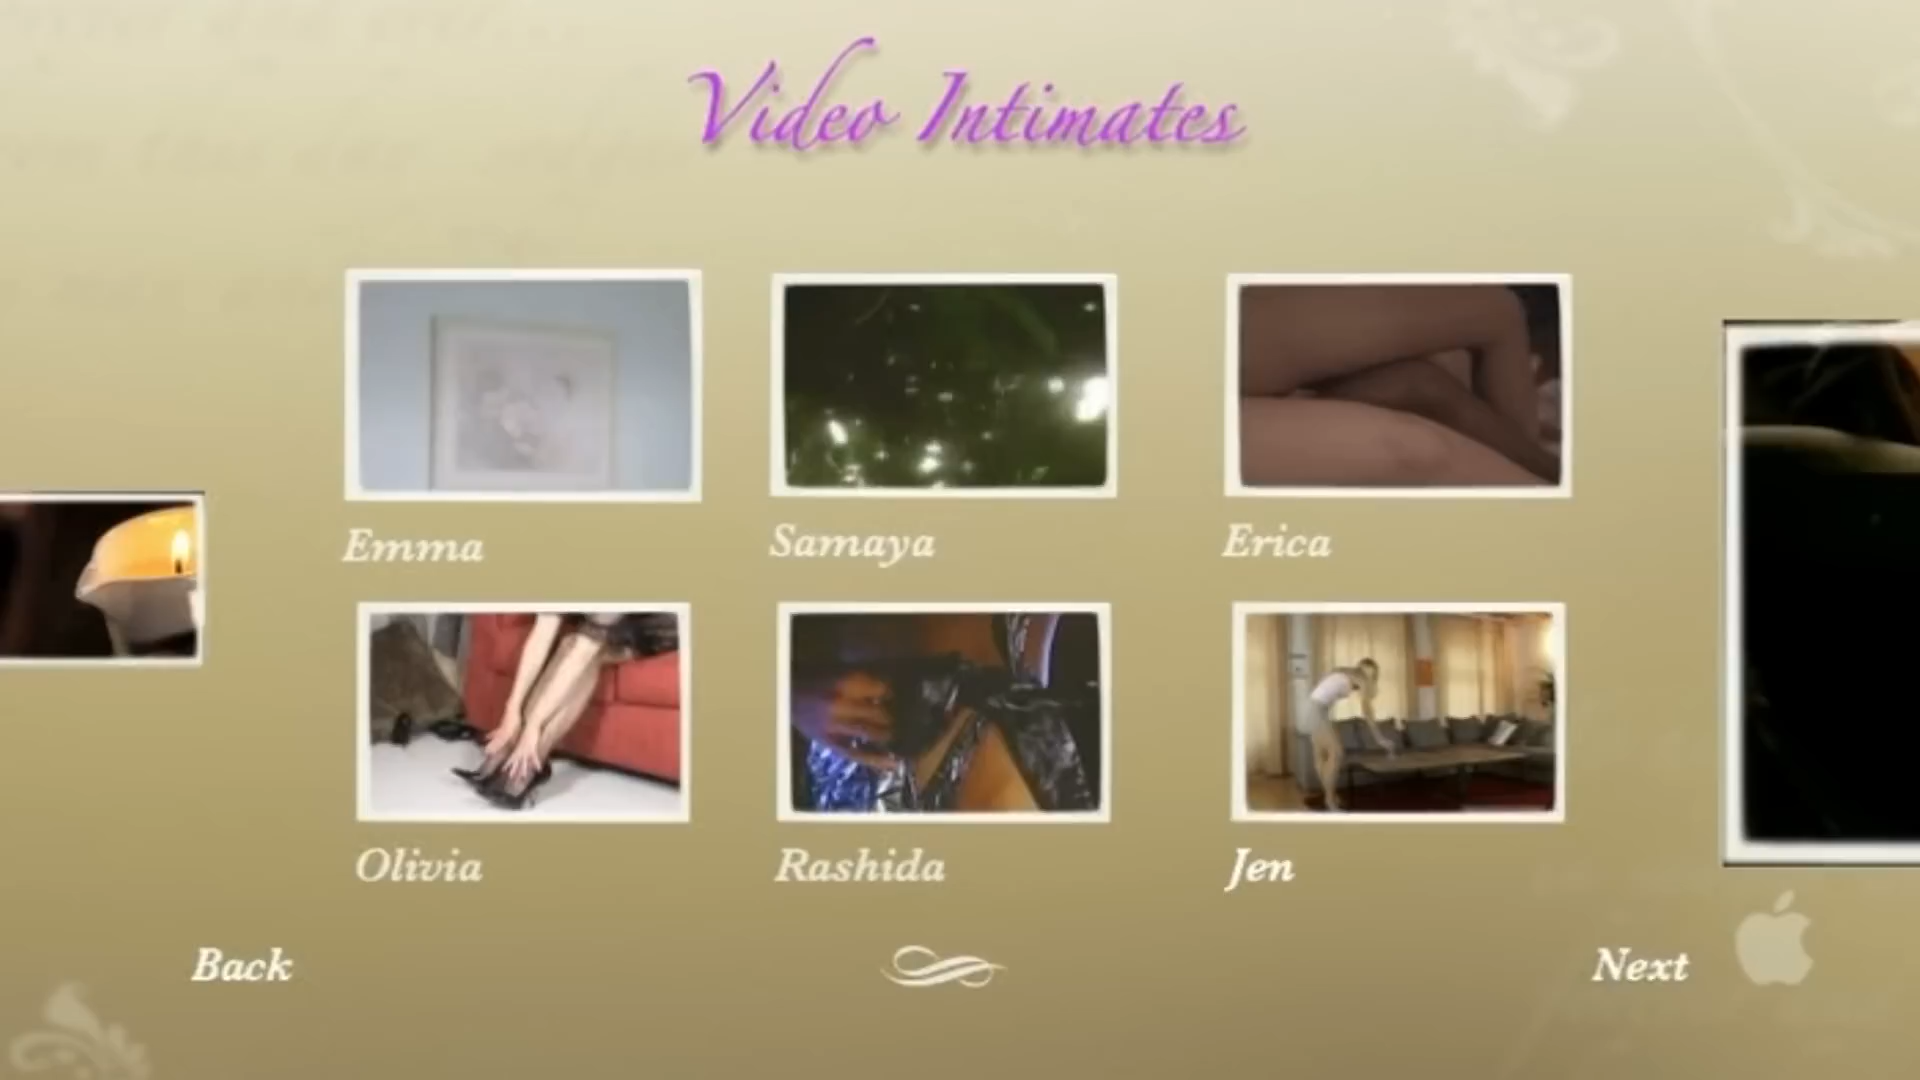 Video Intimates
Emma
Samaya
Erica
Olivia
Rashida
Jen
Back
Next